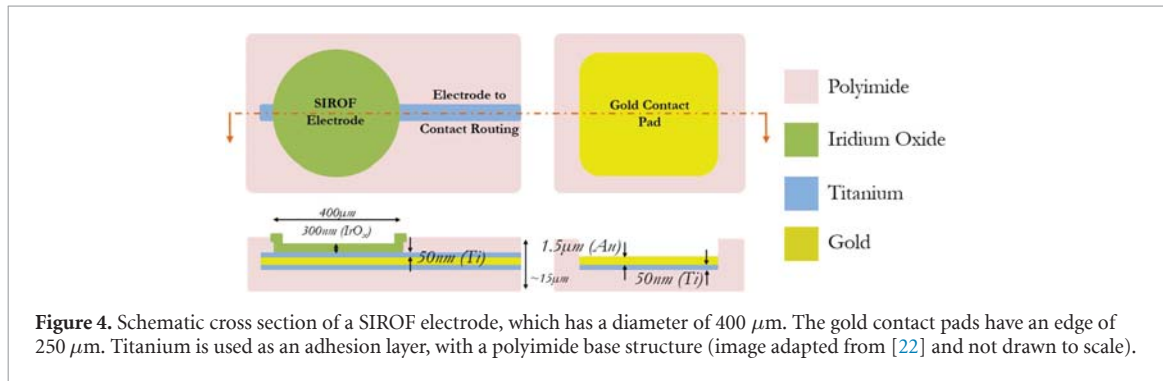 SIROF
Electrode
Electrode to
Contact Routing
Gold Contact
Pad
Polyimide
Iridium Oxide
Titanium
Gold
400μm
300nm (IrOₓ)
50nm (Ti)
~15μm
1.5μm (Au)
50nm (Ti)
Figure 4. Schematic cross section of a SIROF electrode, which has a diameter of 400 μm. The gold contact pads have an edge of
250 μm. Titanium is used as an adhesion layer, with a polyimide base structure (image adapted from [22] and not drawn to scale).